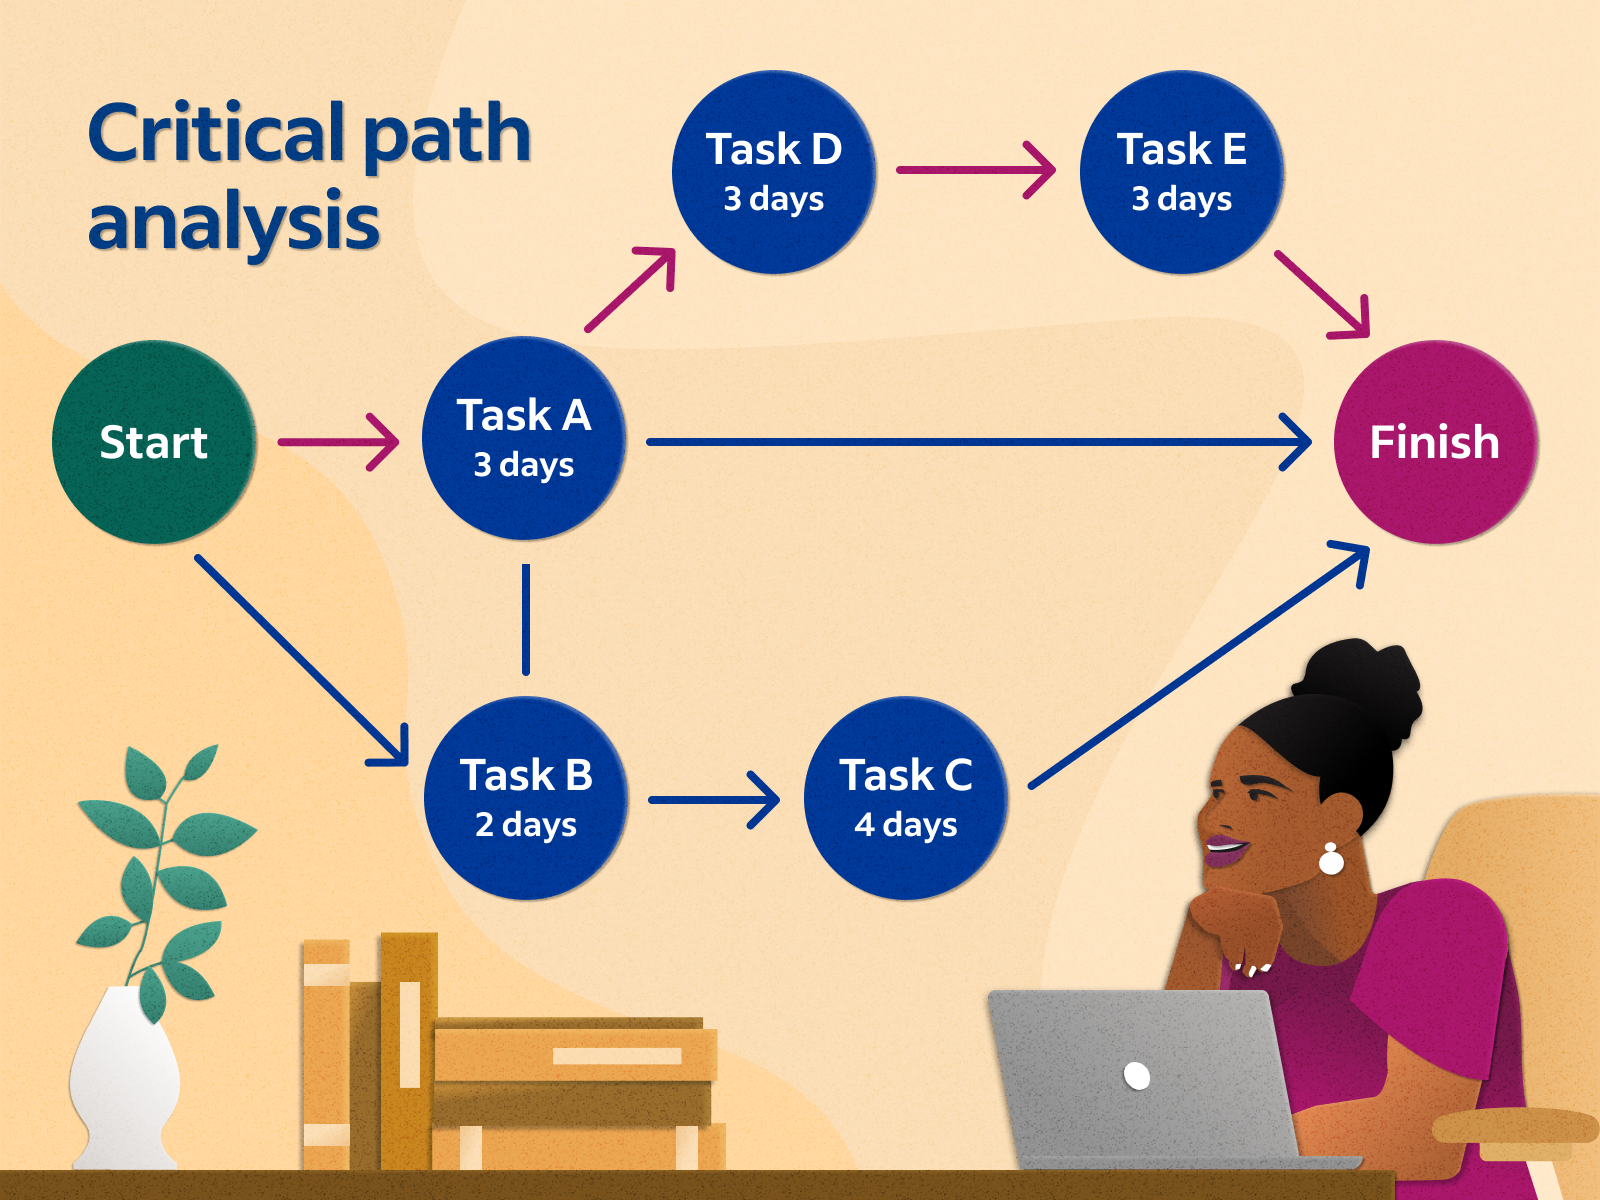 Critical path
analysis
Task D
3 days
Task E
3 days
Start
Task A
3 days
Finish
Task B
2 days
Task C
4 days